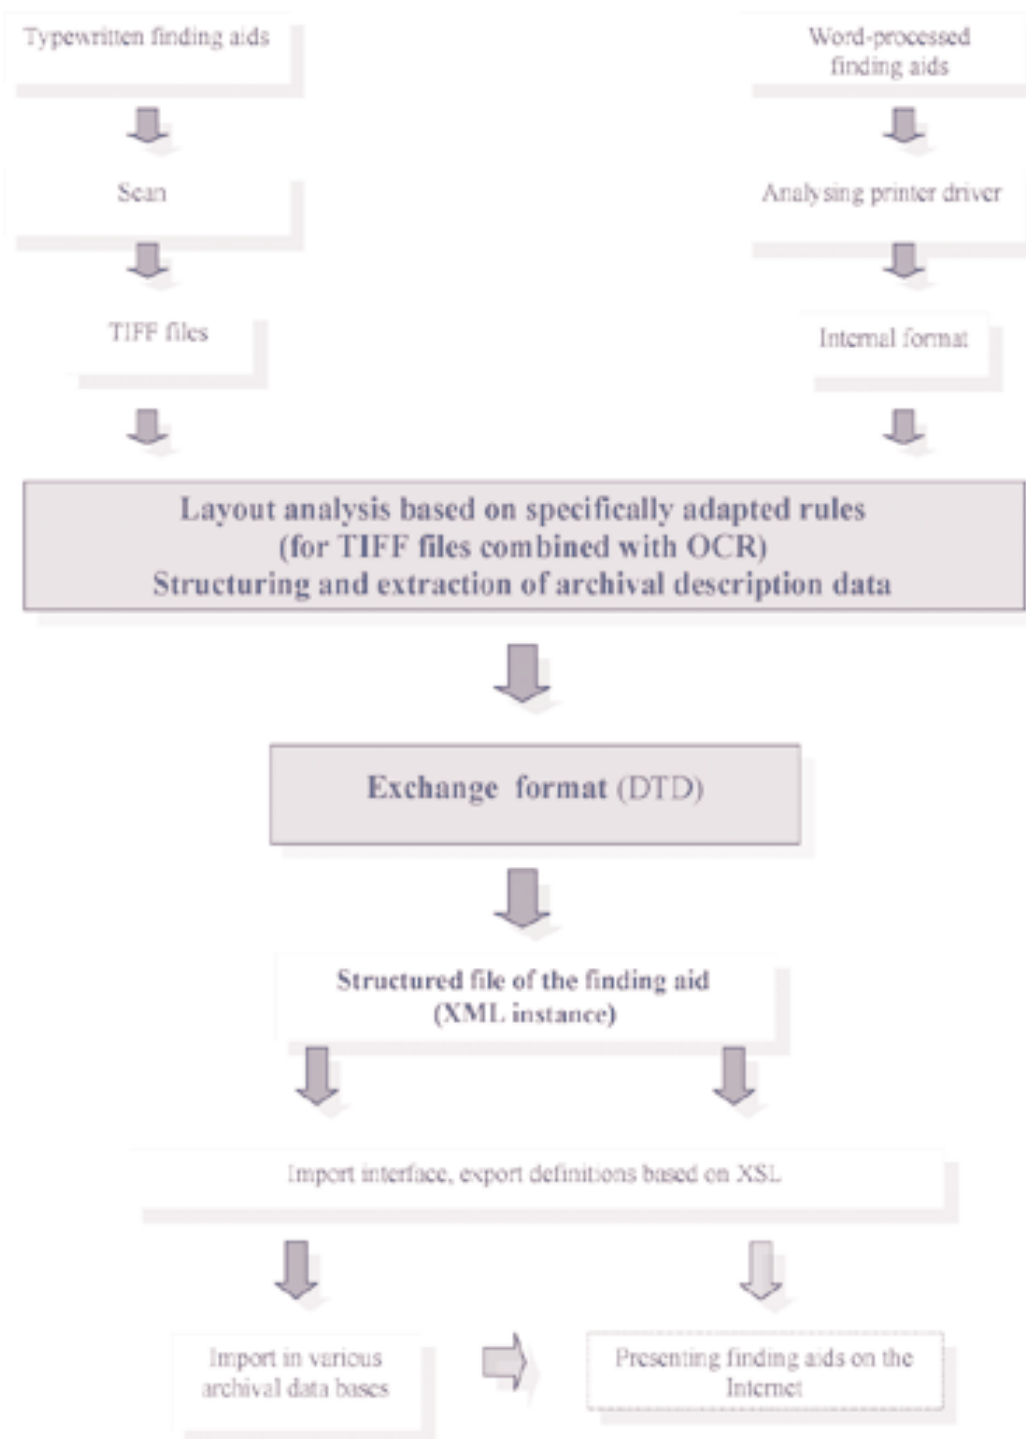 Typewritten finding aids
Word-processed
finding aids
Scan
Analysing printer driver
TIFF files
Internal format
Layout analysis based on specifically adapted rules
(for TIFF files combined with OCR)
Structuring and extraction of archival description data
Exchange format (DTD)
Structured file of the finding aid
(XML instance)
Import interface, export definitions based on XSL
Import in various
archival data bases
Presenting finding aids on the
Internet